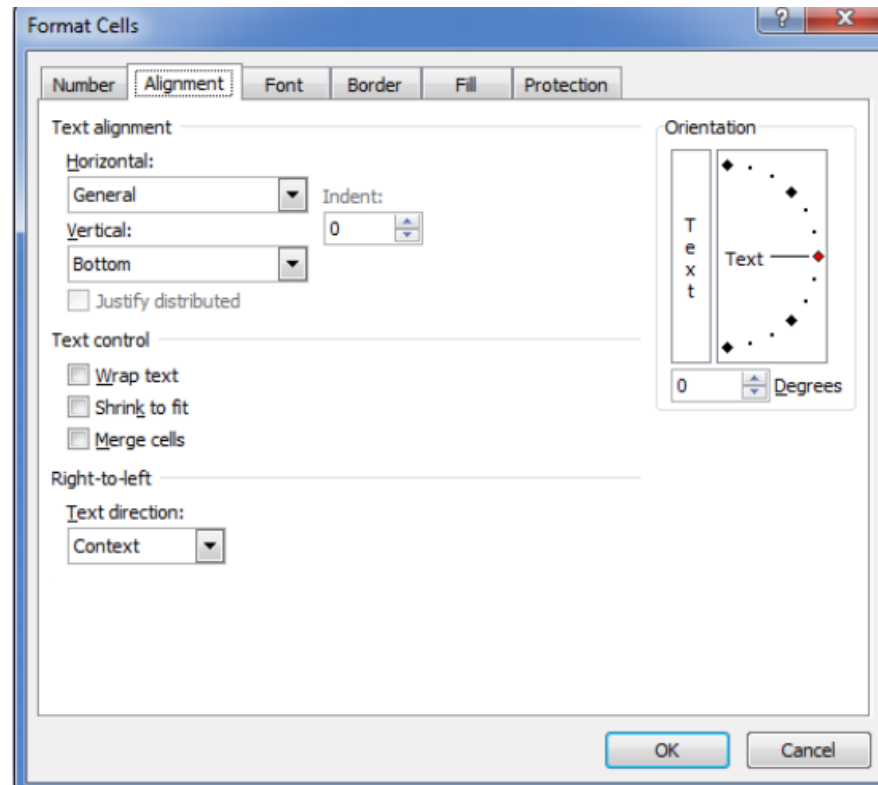 Format Cells
?
Number Alignment Font Border Fill Protection
Text alignment
Horizontal:
General
Indent:
0
Vertical:
Bottom
Justify distributed
Text control
Wrap text
Shrink to fit
Merge cells
Right-to-left
Text direction:
Context
Orientation
T
e
x
t
Text
0 Degrees
OK Cancel